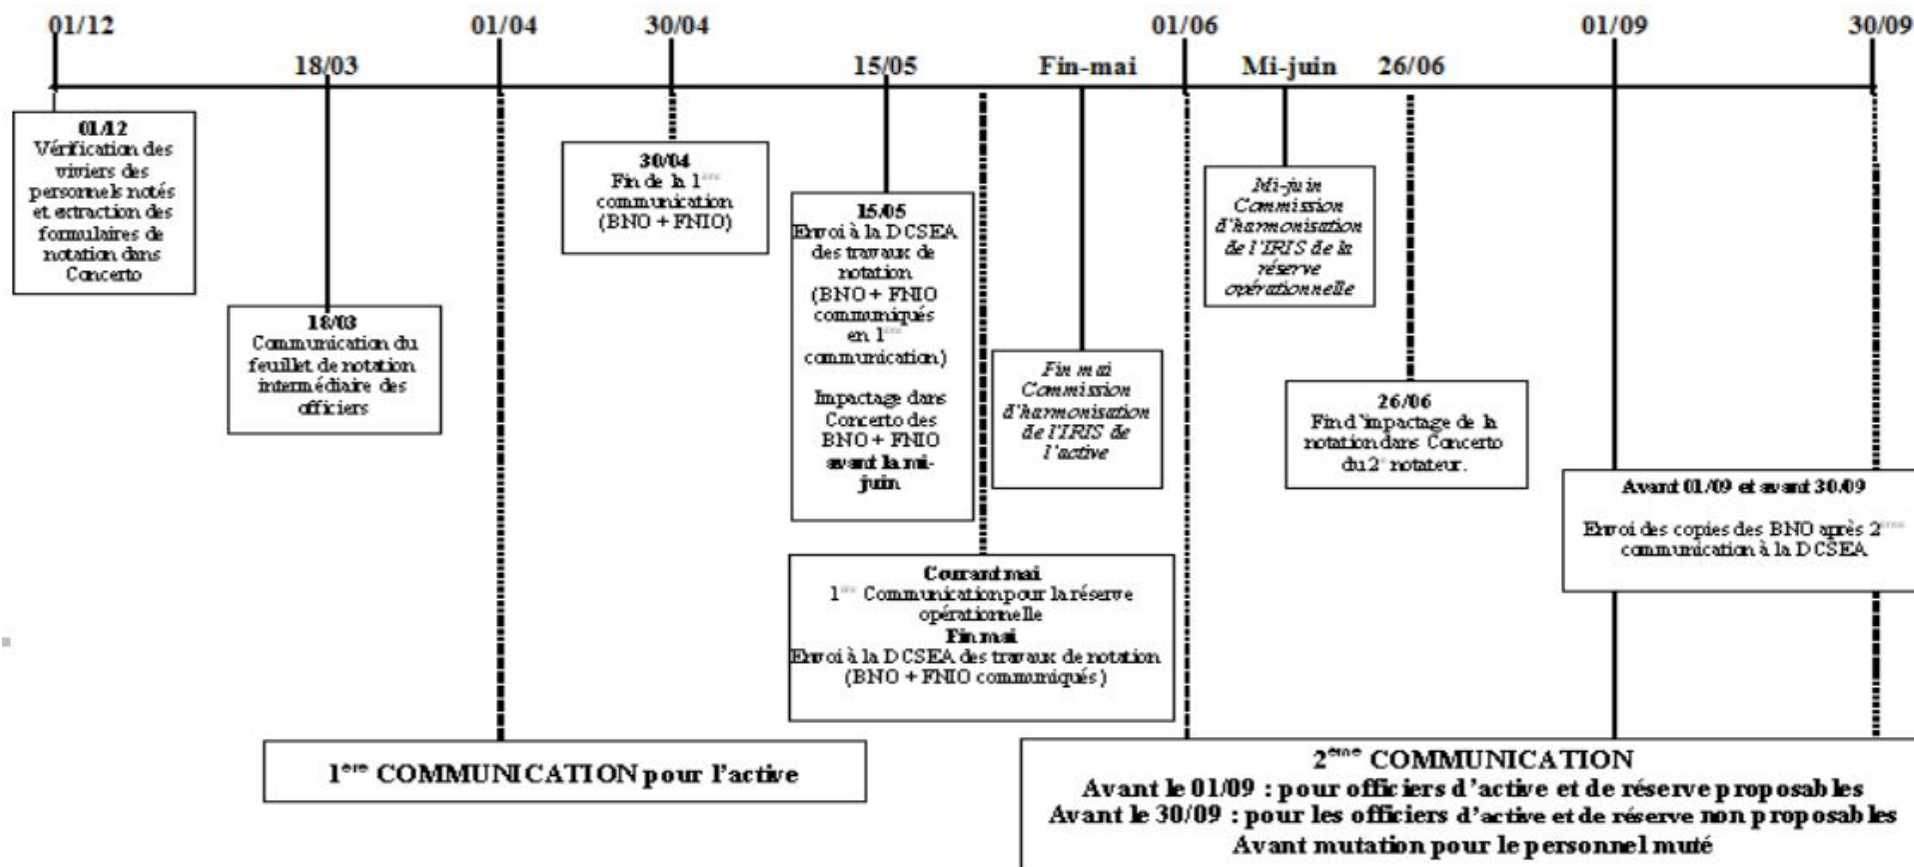 01/12
01/04
30/04
01/06
01/09
30/09
18/03
15/05
Fin-mai
Mi-juin
26/06
01/12
Vérification des
viviers des
personnels notés
et extraction des
formulaires de
notation dans
Concerto
18/03
Communication du
feuillet de notation
intermédiaire des
officiers
30/04
Fin de la 1ère
communication
(BNO + FNIO)
15/05
Envoi à la DCSEA
des travaux de
notation
(BNO + FNIO
communiqués
en 1ère
communication)
Impactage dans
Concerto des
BNO + FNIO
avant la mi-
juin
Fin mai
Commission
d'harmonisation
de l'IRIS de
l'active
Mi-juin
Commission
d'harmonisation
de l'IRIS de la
réserve
opérationnelle
26/06
Fin d'impactage de la
notation dans Concerto
du 2e notateur.
Avant 01/09 et avant 30/09
Envoi des copies des BNO après 2ème
communication à la DCSEA
Courant mai
1ère Communication pour la réserve
opérationnelle
Fin mai
Envoi à la DCSEA des travaux de notation
(BNO + FNIO communiqués)
1ère COMMUNICATION pour l'active
2ème COMMUNICATION
Avant le 01/09 : pour officiers d'active et de réserve proposables
Avant le 30/09 : pour les officiers d'active et de réserve non proposables
Avant mutation pour le personnel muté